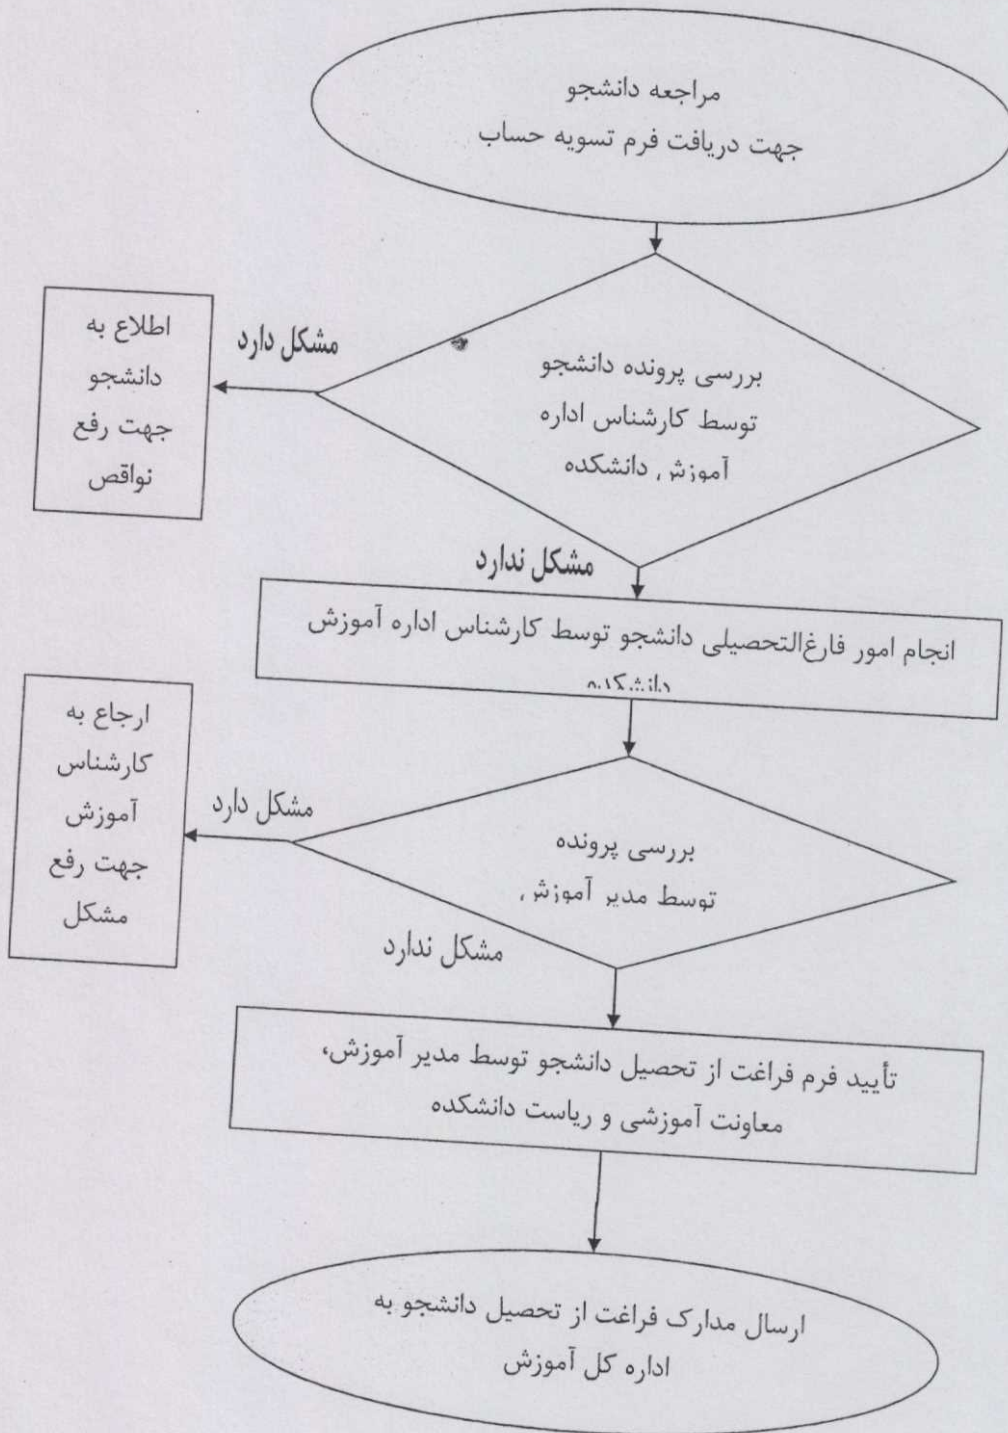 مراجعه دانشجو
جهت دریافت فرم تسویه حساب
بررسی پرونده دانشجو
توسط کارشناس اداره
آموزش دانشکده
مشکل دارد
اطلاع به
دانشجو
جهت رفع
نواقص
مشکل ندارد
انجام امور فارغ‌التحصیلی دانشجو توسط کارشناس اداره آموزش
دانشکده
بررسی پرونده
توسط مدیر آموزش
مشکل دارد
ارجاع به
کارشناس
آموزش
جهت رفع
مشکل
مشکل ندارد
تأیید فرم فراغت از تحصیل دانشجو توسط مدیر آموزش،
معاونت آموزشی و ریاست دانشکده
ارسال مدارک فراغت از تحصیل دانشجو به
اداره کل آموزش